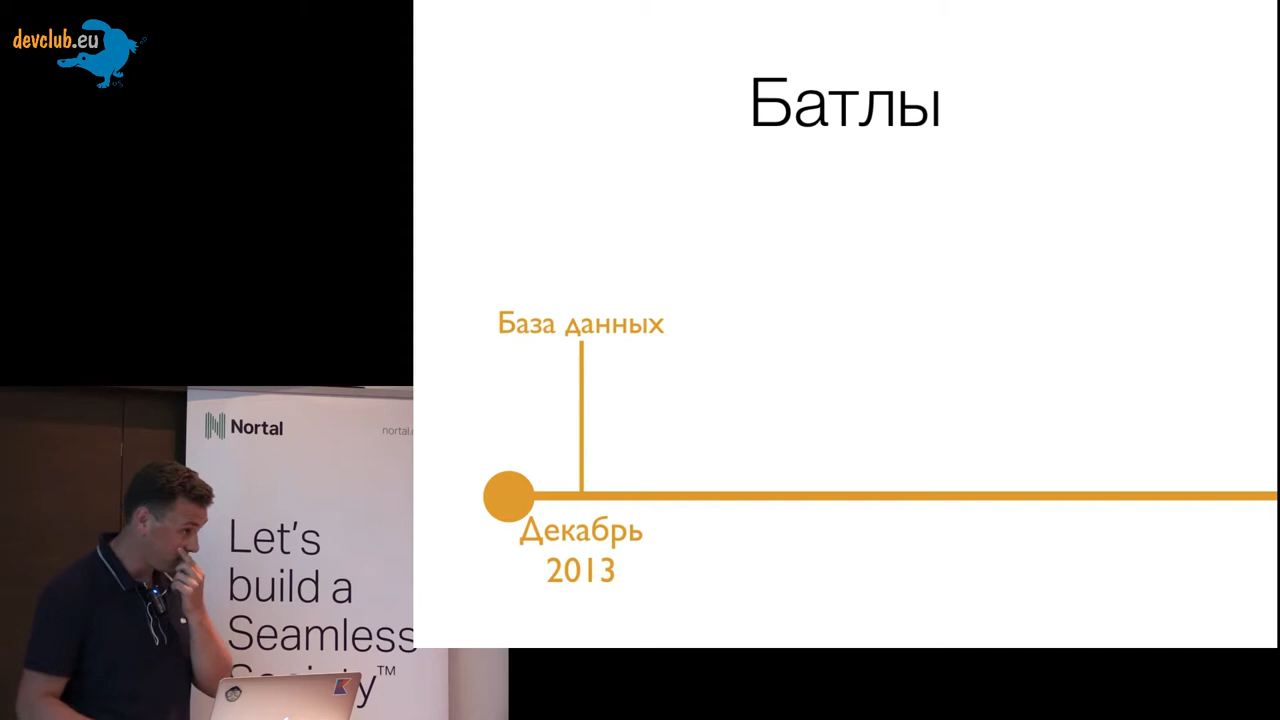 devclub.eu
Батлы
База данных
Декабрь
2013
Nortal
nortal.
Let's
build a
Seamless
Society™